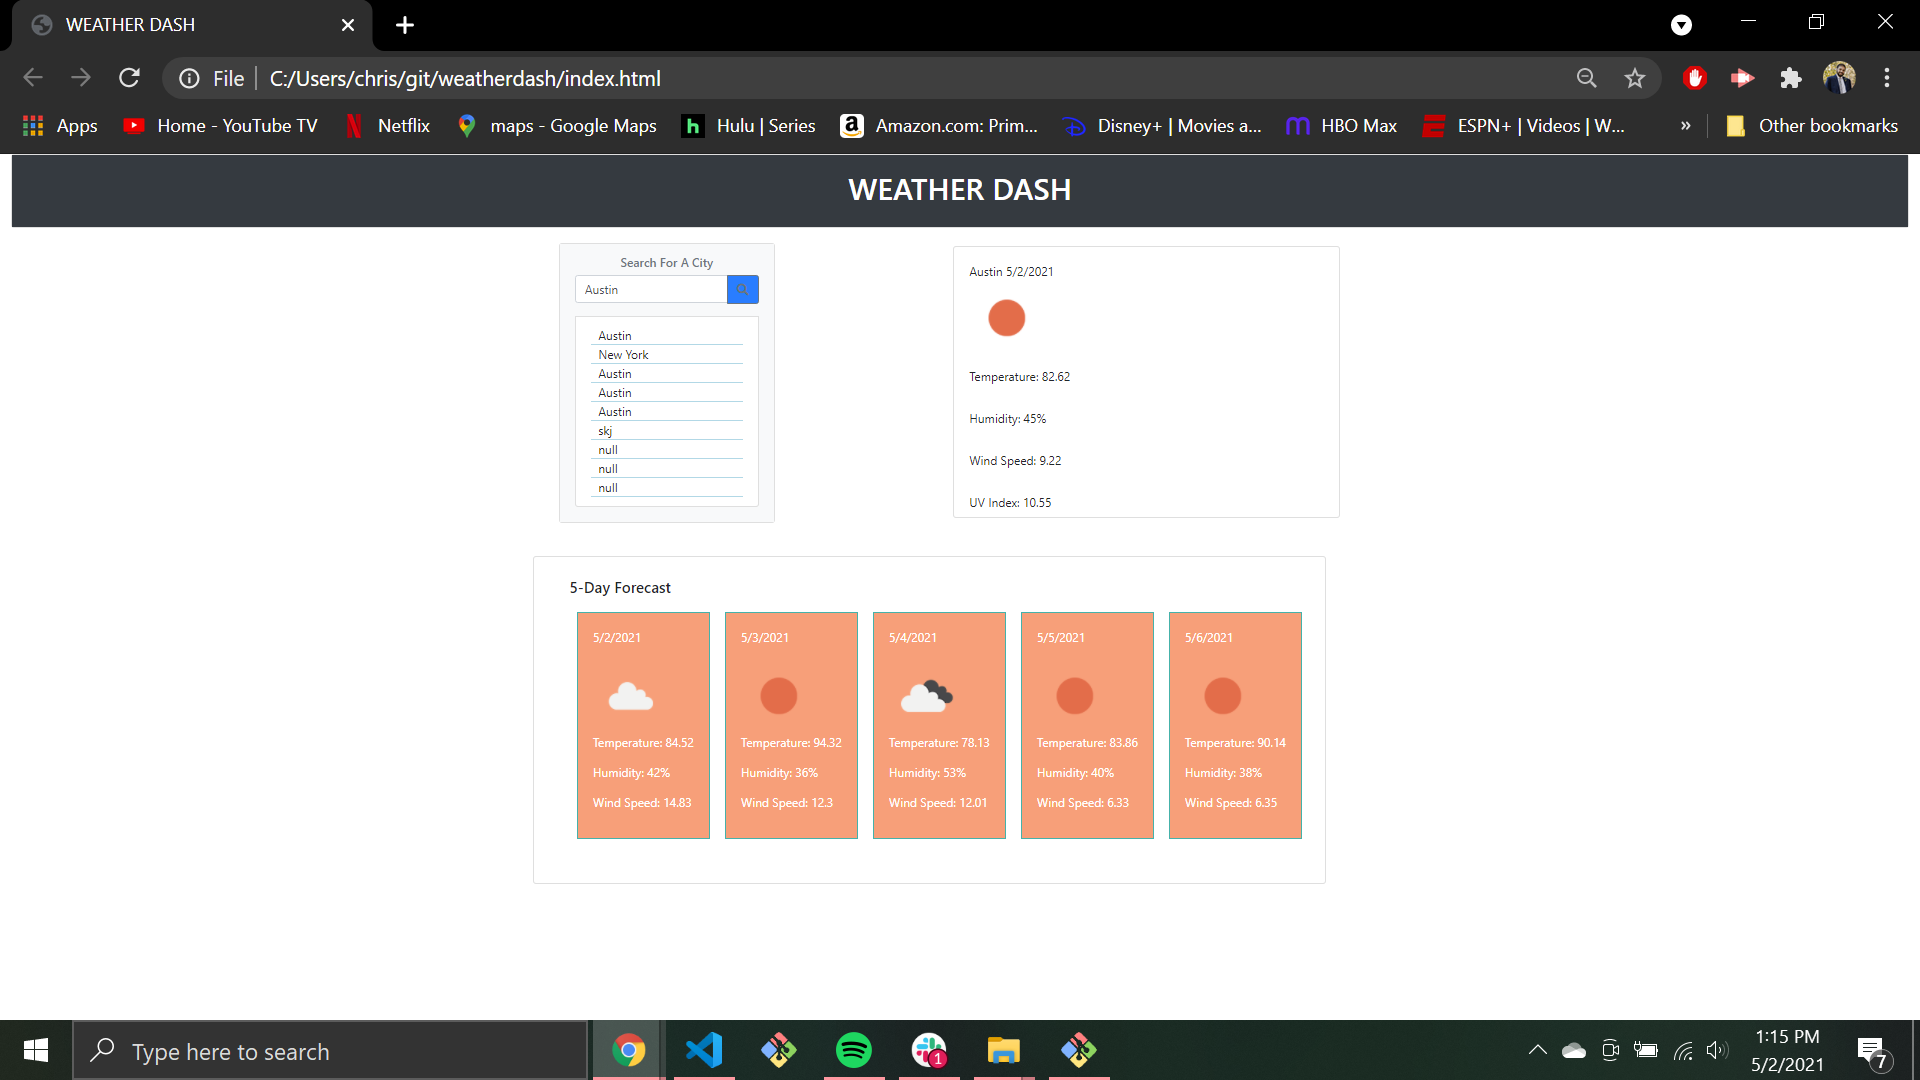 WEATHER DASH
File
C:/Users/chris/git/weatherdash/index.html
Apps
Home - YouTube TV
Netflix
maps - Google Maps
h
Hulu | Series
a
Amazon.com: Prim...
Disney+ | Movies a...
HBO Max
ESPN+ | Videos | W...
»
Other bookmarks
WEATHER DASH
Search For A City
Austin
Austin
New York
Austin
Austin
Austin
skj
null
null
null
Austin 5/2/2021
Temperature: 82.62
Humidity: 45%
Wind Speed: 9.22
UV Index: 10.55
5-Day Forecast
5/2/2021
Temperature: 84.52
Humidity: 42%
Wind Speed: 14.83
5/3/2021
Temperature: 94.32
Humidity: 36%
Wind Speed: 12.3
5/4/2021
Temperature: 78.13
Humidity: 53%
Wind Speed: 12.01
5/5/2021
Temperature: 83.86
Humidity: 40%
Wind Speed: 6.33
5/6/2021
Temperature: 90.14
Humidity: 38%
Wind Speed: 6.35
Type here to search
1
1:15 PM
5/2/2021
7